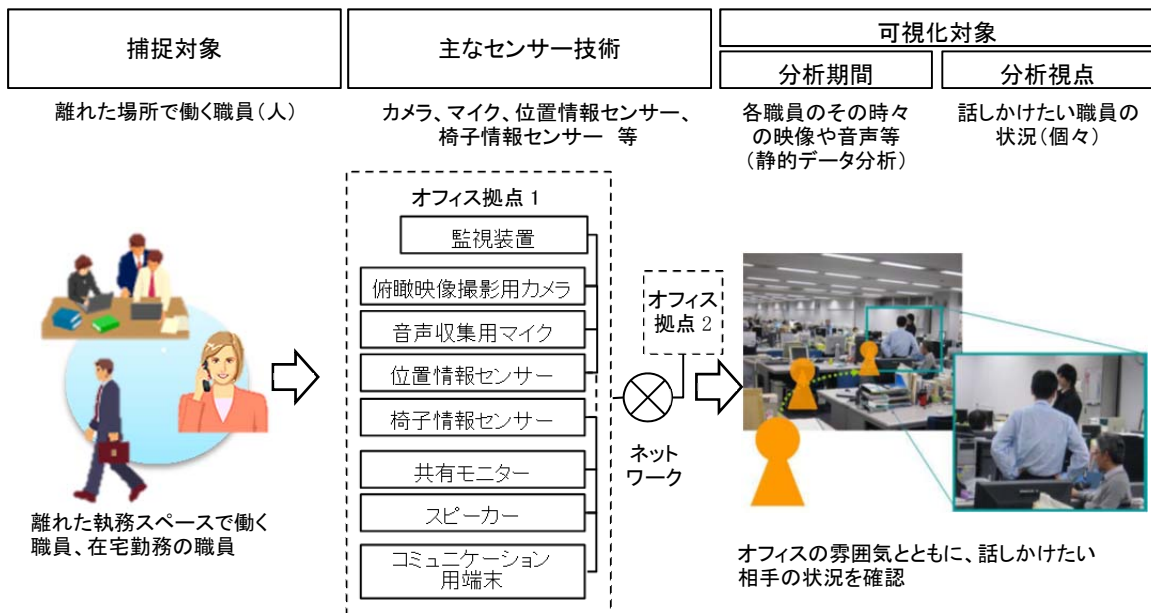 捕捉対象
主なセンサー技術
可視化対象
分析期間
分析視点
離れた場所で働く職員(人)
カメラ、マイク、位置情報センサー、
椅子情報センサー 等
各職員のその時々
の映像や音声等
(静的データ分析)
話しかけたい職員の
状況(個々)
オフィス拠点 1
監視装置
俯瞰映像撮影用カメラ
音声収集用マイク
位置情報センサー
椅子情報センサー
共有モニター
スピーカー
コミュニケーション
用端末
オフィス
拠点 2
ネット
ワーク
離れた執務スペースで働く
職員、在宅勤務の職員
オフィスの雰囲気とともに、話しかけたい
相手の状況を確認